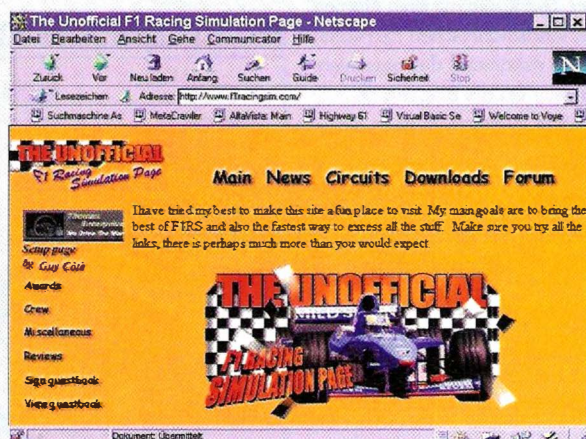 The Unofficial F1 Racing Simulation Page - Netscape
Datei Bearbeiten Ansicht Gehe Communicator Hilfe
Zurück Vor Neu laden Anfang Suchen Guide Drucken Sicherheit Stop
N
Lesezeichen Adresse: http://www.f1racingsim.com/
Suchmaschine As MetaCrawler AltaVista: Main Highway 61 Visual Basic Se Welcome to Voye
THE UNOFFICIAL
F1 Racing
Simulation Page
Main News Circuits Downloads Forum
I have tried my best to make this site a fun place to visit. My main goals are to bring the
best of F1RS and also the fastest way to excess all the stuff. Make sure you try all the
links, there is perhaps much more than you would expect
Setup page
by Guy Côté
Awards
Crew
Miscellaneous
Reviews
Sign guestbook
View guestbook
THE UNOFFICIAL
F1 RACING
SIMULATION PAGE
Dokument: Übermittelt